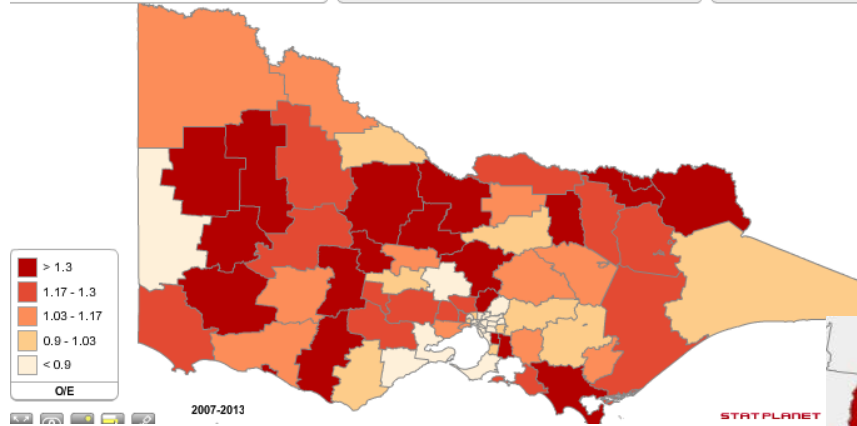 > 1.3
1.17 - 1.3
1.03 - 1.17
0.9 - 1.03
< 0.9
O/E
2007-2013
STATPLANET